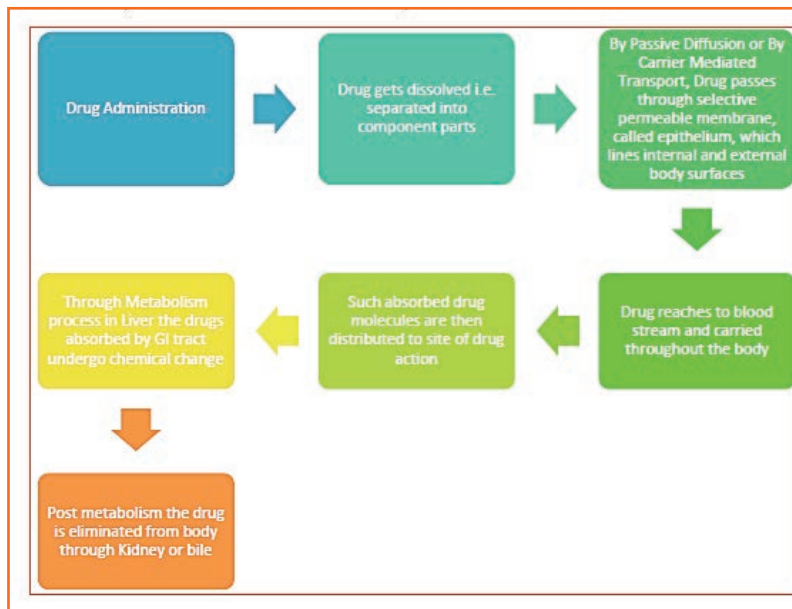 Drug Administration
Drug gets dissolved i.e.
separated into
component parts
By Passive Diffusion or By
Carrier Mediated
Transport, Drug passes
through selective
permeable membrane,
called epithelium, which
lines internal and external
body surfaces
Drug reaches to blood
stream and carried
throughout the body
Such absorbed drug
molecules are then
distributed to site of drug
action
Through Metabolism
process in Liver the drugs
absorbed by GI tract
undergo chemical change
Post metabolism the drug
is eliminated from body
through Kidney or bile